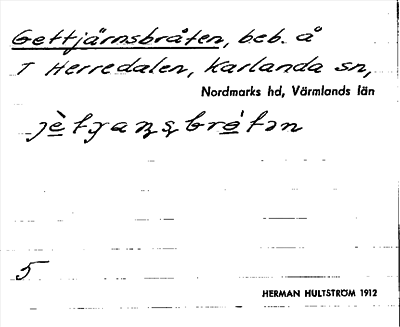 Gettjärnsbråten, beb. å
T Herredalen, Karlanda sn,
Nordmarks hd, Värmlands län
5
HERMAN HULTSTRÖM 1912